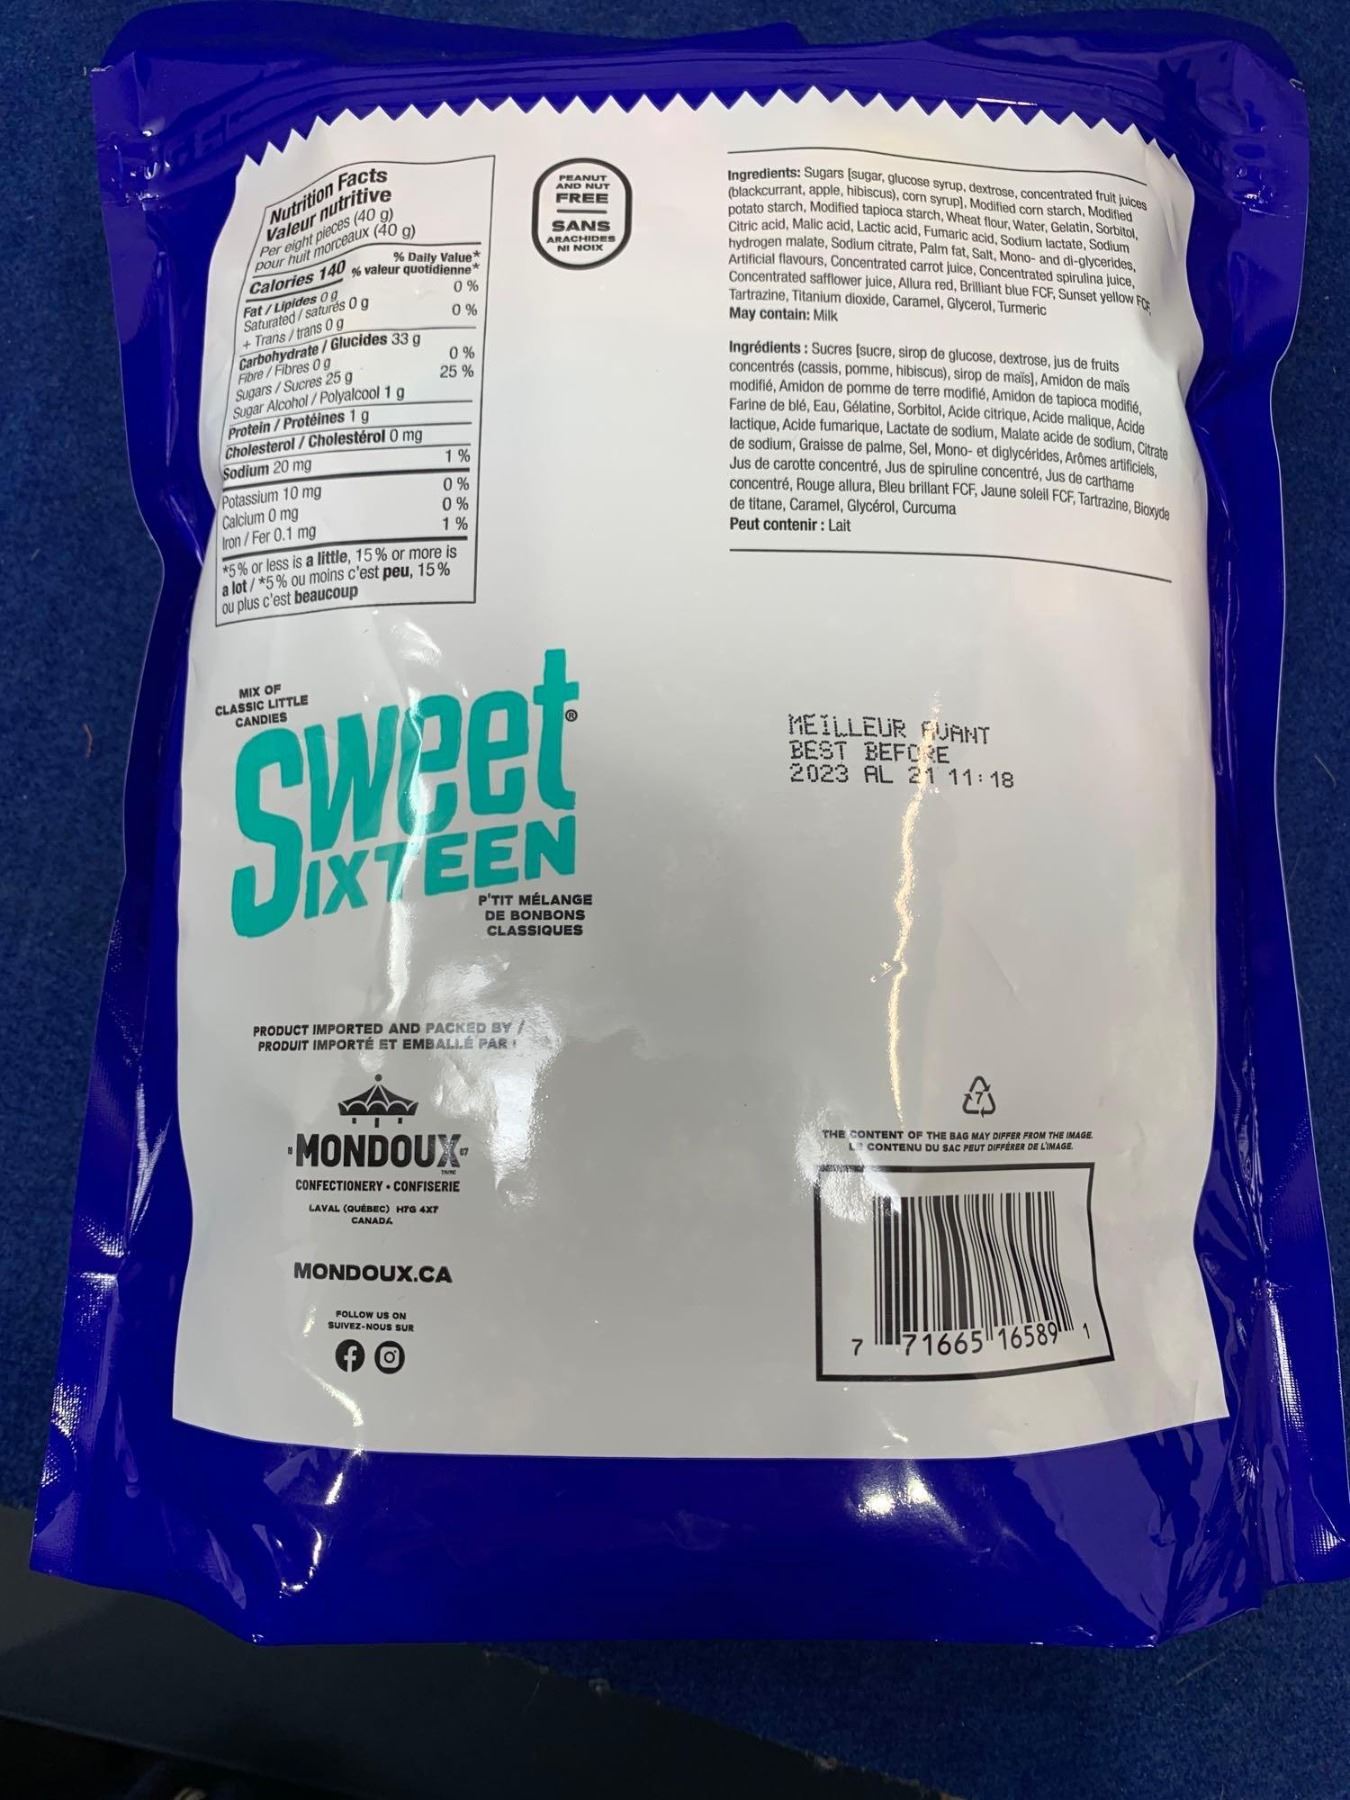 Nutrition Facts
Valeur nutritive
Per eight pieces (40 g)
pour huit morceaux (40 g)
Calories 140
% Daily Value*
% valeur quotidienne*
Fat / Lipides 0 g 0 %
Saturated / saturés 0 g
+ Trans / trans 0 g 0 %
Carbohydrate / Glucides 33 g
Fibre / Fibres 0 g 0 %
Sugars / Sucres 25 g 25 %
Sugar Alcohol / Polyalcool 1 g
Protein / Protéines 1 g
Cholesterol / Cholestérol 0 mg
Sodium 20 mg 1 %
Potassium 10 mg 0 %
Calcium 0 mg 0 %
Iron / Fer 0.1 mg 1 %
*5% or less is a little, 15% or more is
a lot / *5% ou moins c'est peu, 15%
ou plus c'est beaucoup
PEANUT
AND NUT
FREE
SANS
ARACHIDES
NI NOIX
Ingredients: Sugars [sugar, glucose syrup, dextrose, concentrated fruit juices
(blackcurrant, apple, hibiscus), corn syrup], Modified corn starch, Modified
potato starch, Modified tapioca starch, Wheat flour, Water, Gelatin, Sorbitol,
Citric acid, Malic acid, Lactic acid, Fumaric acid, Sodium lactate, Sodium
hydrogen malate, Sodium citrate, Palm fat, Salt, Mono- and di-glycerides,
Artificial flavours, Concentrated carrot juice, Concentrated spirulina juice,
Concentrated safflower juice, Allura red, Brilliant blue FCF, Sunset yellow FCF,
Tartrazine, Titanium dioxide, Caramel, Glycerol, Turmeric
May contain: Milk
Ingrédients : Sucres [sucre, sirop de glucose, dextrose, jus de fruits
concentrés (cassis, pomme, hibiscus), sirop de maïs], Amidon de maïs
modifié, Amidon de pomme de terre modifié, Amidon de tapioca modifié,
Farine de blé, Eau, Gélatine, Sorbitol, Acide citrique, Acide malique, Acide
lactique, Acide fumarique, Lactate de sodium, Malate acide de sodium, Citrate
de sodium, Graisse de palme, Sel, Mono- et diglycérides, Arômes artificiels,
Jus de carotte concentré, Jus de spiruline concentré, Jus de carthame
concentré, Rouge allura, Bleu brillant FCF, Jaune soleil FCF, Tartrazine, Bioxyde
de titane, Caramel, Glycérol, Curcuma
Peut contenir : Lait
MIX OF
CLASSIC LITTLE
CANDIES
Sweet®
SIXTEEN
P'TIT MÉLANGE
DE BONBONS
CLASSIQUES
MEILLEUR AVANT
BEST BEFORE
2023 AL 21 11:18
PRODUCT IMPORTED AND PACKED BY /
PRODUIT IMPORTÉ ET EMBALLÉ PAR :
MONDOUX
CONFECTIONERY • CONFISERIE
LAVAL (QUÉBEC) H7G 4X7
CANADA
MONDOUX.CA
FOLLOW US ON
SUIVEZ-NOUS SUR
7
THE CONTENT OF THE BAG MAY DIFFER FROM THE IMAGE.
LE CONTENU DU SAC PEUT DIFFÉRER DE L'IMAGE.
7 71665 16589 1